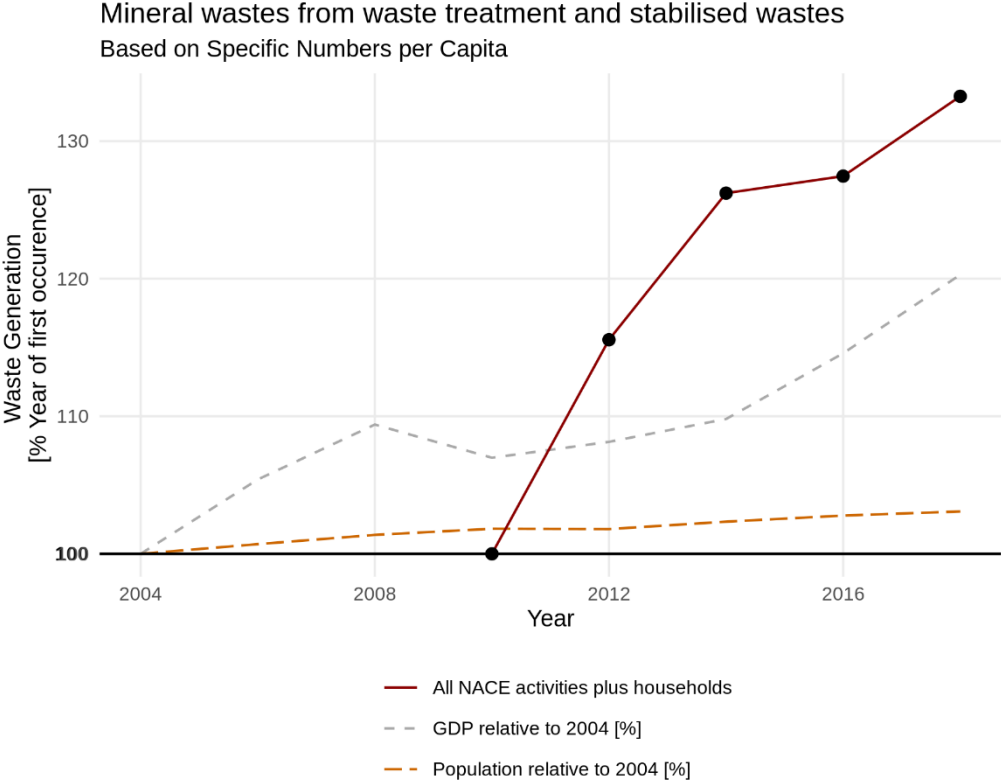 Mineral wastes from waste treatment and stabilised wastes
Based on Specific Numbers per Capita
Waste Generation
[% Year of first occurence]
130
120
110
100
2004 2008 2012 2016
Year
All NACE activities plus households
GDP relative to 2004 [%]
Population relative to 2004 [%]